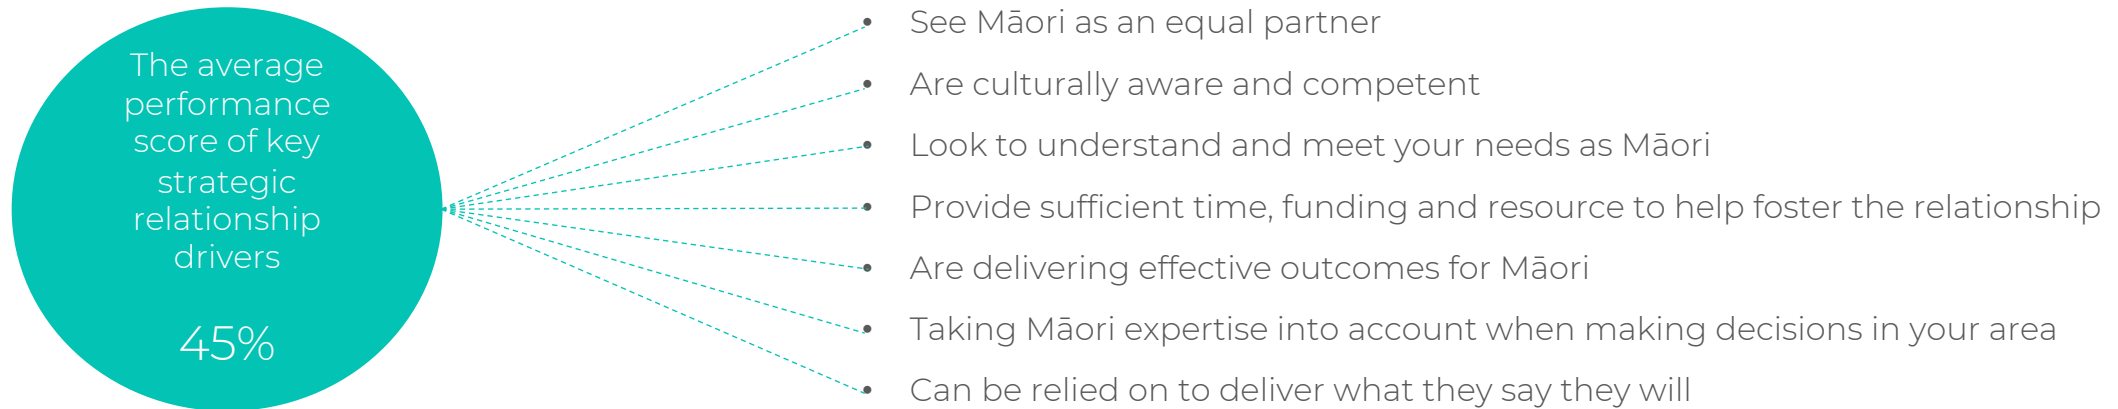 The average
performance
score of key
strategic
relationship
drivers
45%
• See Māori as an equal partner
• Are culturally aware and competent
• Look to understand and meet your needs as Māori
• Provide sufficient time, funding and resource to help foster the relationship
• Are delivering effective outcomes for Māori
• Taking Māori expertise into account when making decisions in your area
• Can be relied on to deliver what they say they will